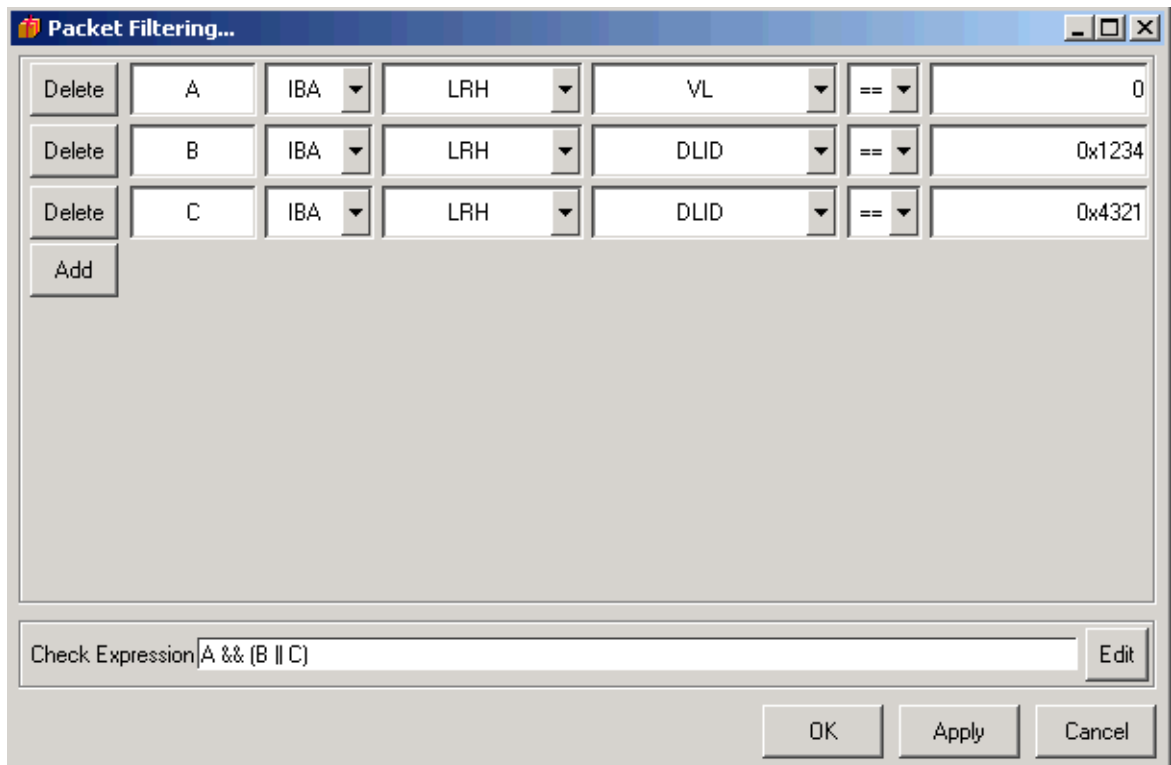 Packet Filtering...
Delete A IBA LRH VL == 0
Delete B IBA LRH DLID == 0x1234
Delete C IBA LRH DLID == 0x4321
Add
Check Expression A && (B || C) Edit
OK Apply Cancel